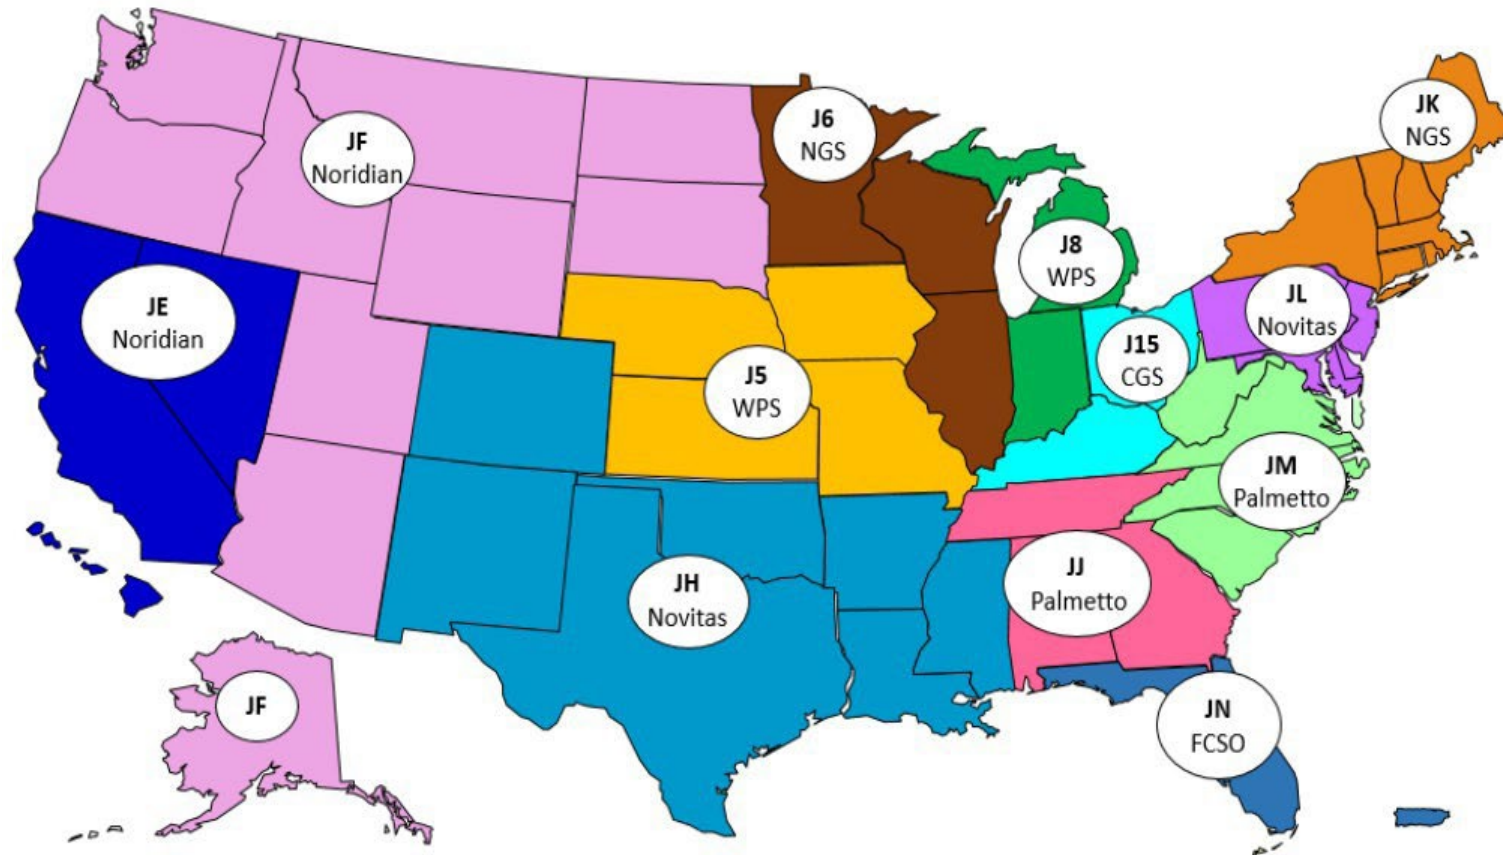 JK
NGS
J6
NGS
JF
Noridian
J8
WPS
JE
Noridian
JL
Novitas
J15
CGS
J5
WPS
JM
Palmetto
JH
Novitas
JJ
Palmetto
JF
JN
FCSO